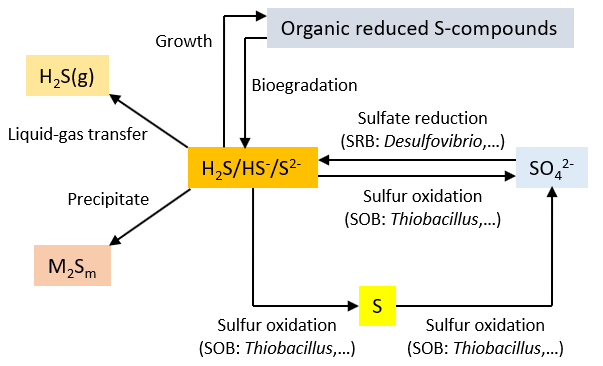 Growth
Organic reduced S-compounds
H₂S(g)
Bioegradation
Liquid-gas transfer
Sulfate reduction
(SRB: Desulfovibrio,...)
H₂S/HS⁻/S²⁻
SO₄²⁻
Precipitate
Sulfur oxidation
(SOB: Thiobacillus,...)
M₂Sₘ
S
Sulfur oxidation
(SOB: Thiobacillus,...)
Sulfur oxidation
(SOB: Thiobacillus,...)